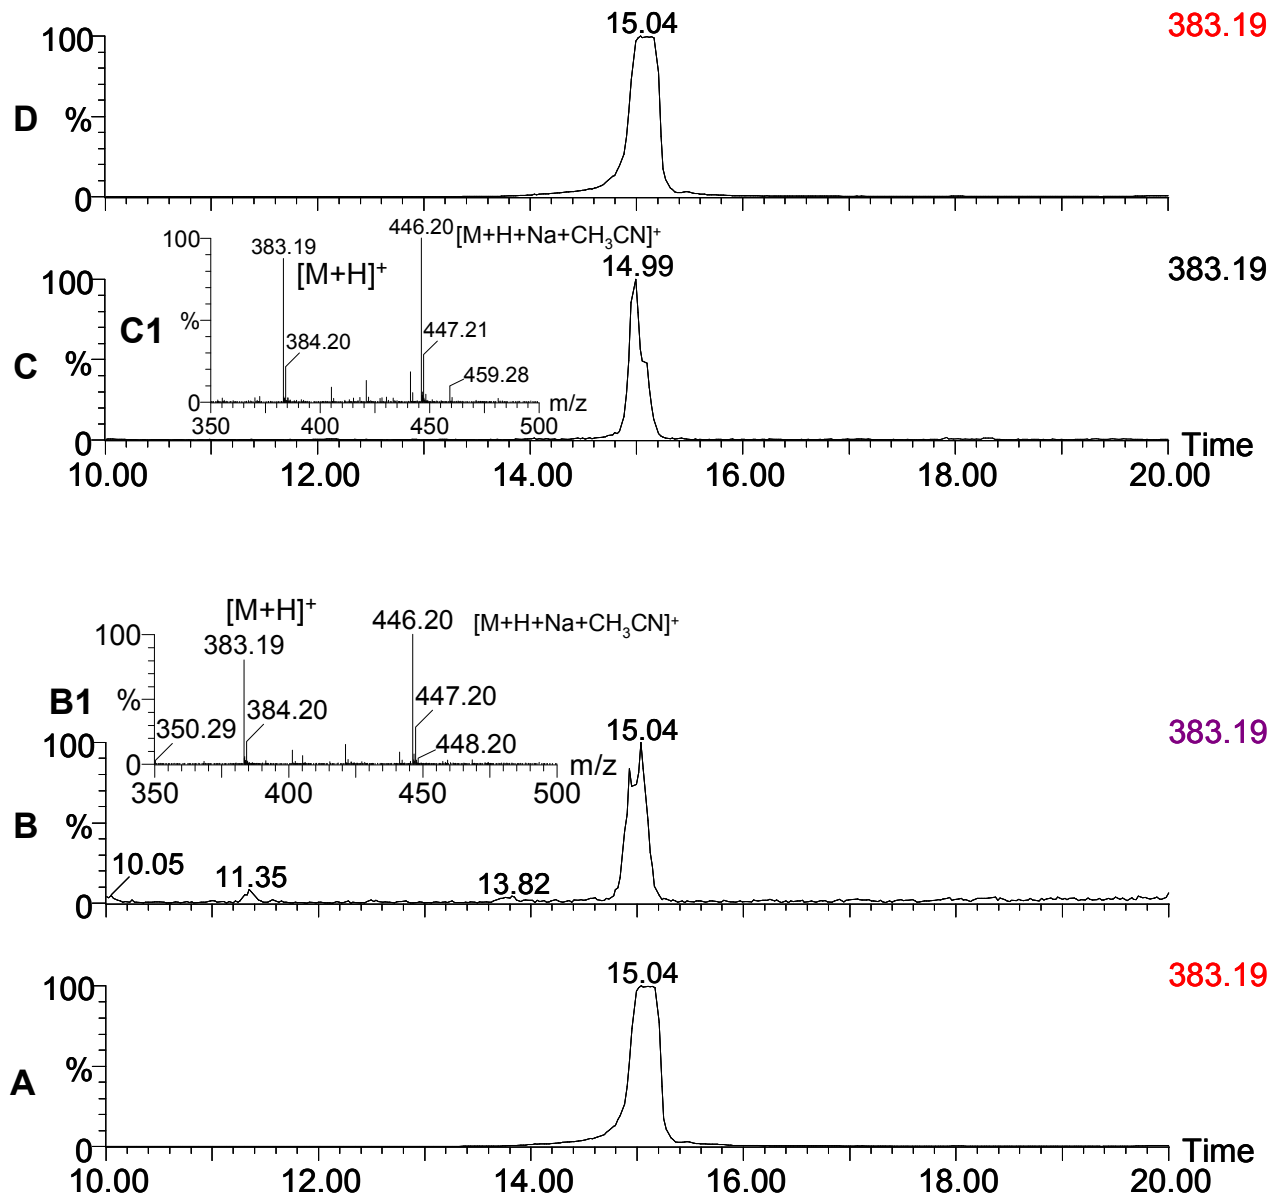 15.04
383.19
100
D %
0
446.20 [M+H+Na+CH₃CN]⁺
100
383.19
[M+H]⁺
14.99
383.19
100
C1 %
447.21
384.20
C %
459.28
0
m/z
350 400 450 500
0
Time
10.00 12.00 14.00 16.00 18.00 20.00
[M+H]⁺
446.20 [M+H+Na+CH₃CN]⁺
100
383.19
B1 %
447.20
384.20
350.29
15.04
383.19
448.20
100
0
m/z
350 400 450 500
B %
10.05
11.35
13.82
0
15.04
383.19
100
A %
0
Time
10.00 12.00 14.00 16.00 18.00 20.00